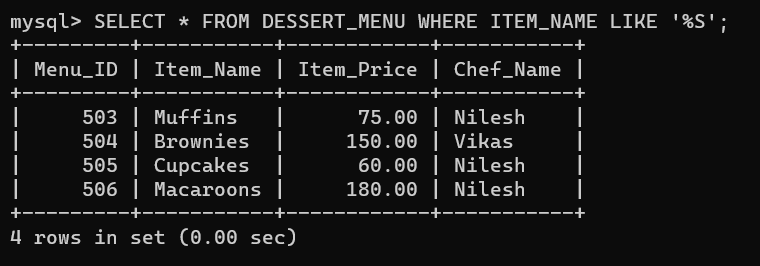 mysql> SELECT * FROM DESSERT_MENU WHERE ITEM_NAME LIKE '%S';
+---------+-----------+------------+-----------+
| Menu_ID | Item_Name | Item_Price | Chef_Name |
+---------+-----------+------------+-----------+
|     503 | Muffins   |      75.00 | Nilesh    |
|     504 | Brownies  |     150.00 | Vikas     |
|     505 | Cupcakes  |      60.00 | Nilesh    |
|     506 | Macaroons |     180.00 | Nilesh    |
+---------+-----------+------------+-----------+
4 rows in set (0.00 sec)